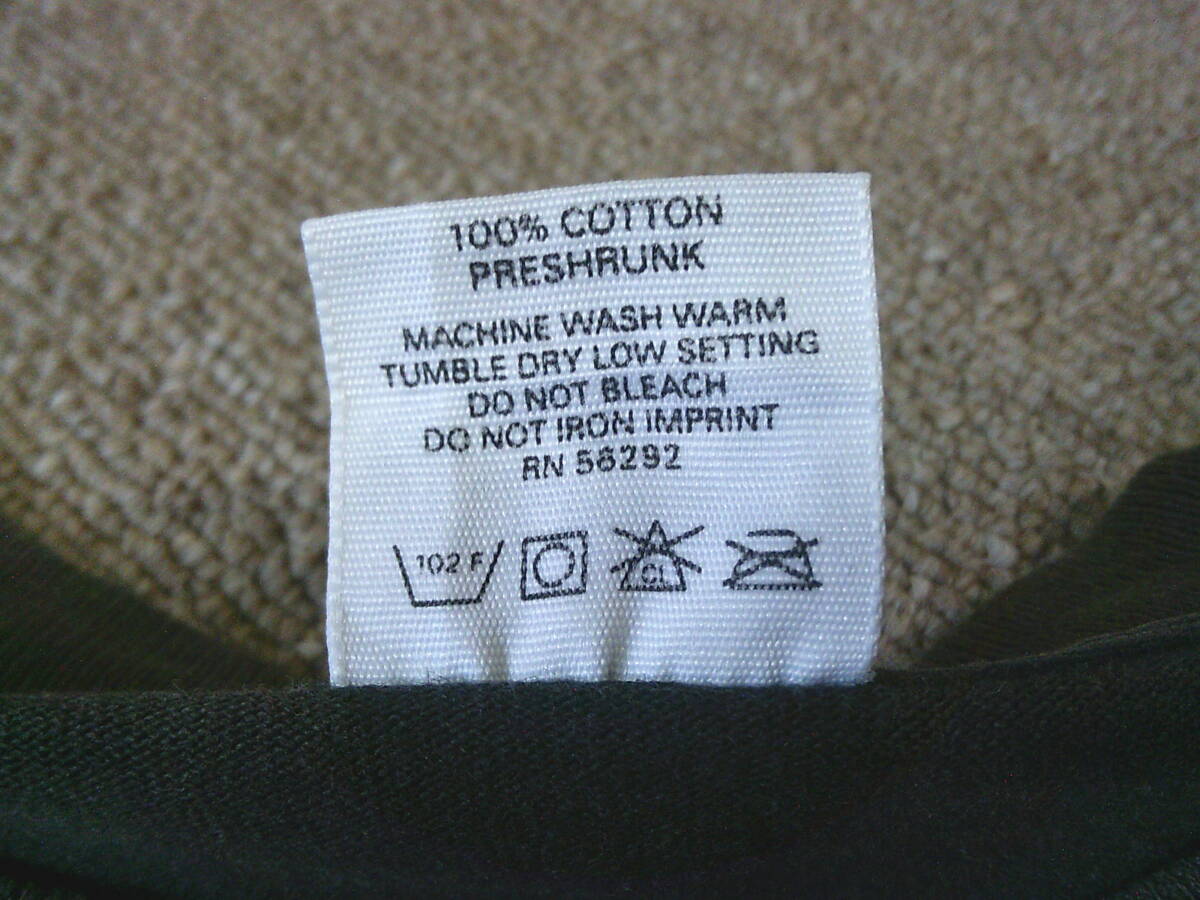 100% COTTON
PRESHRUNK
MACHINE WASH WARM
TUMBLE DRY LOW SETTING
DO NOT BLEACH
DO NOT IRON IMPRINT
RN 56292
102 F
Cl